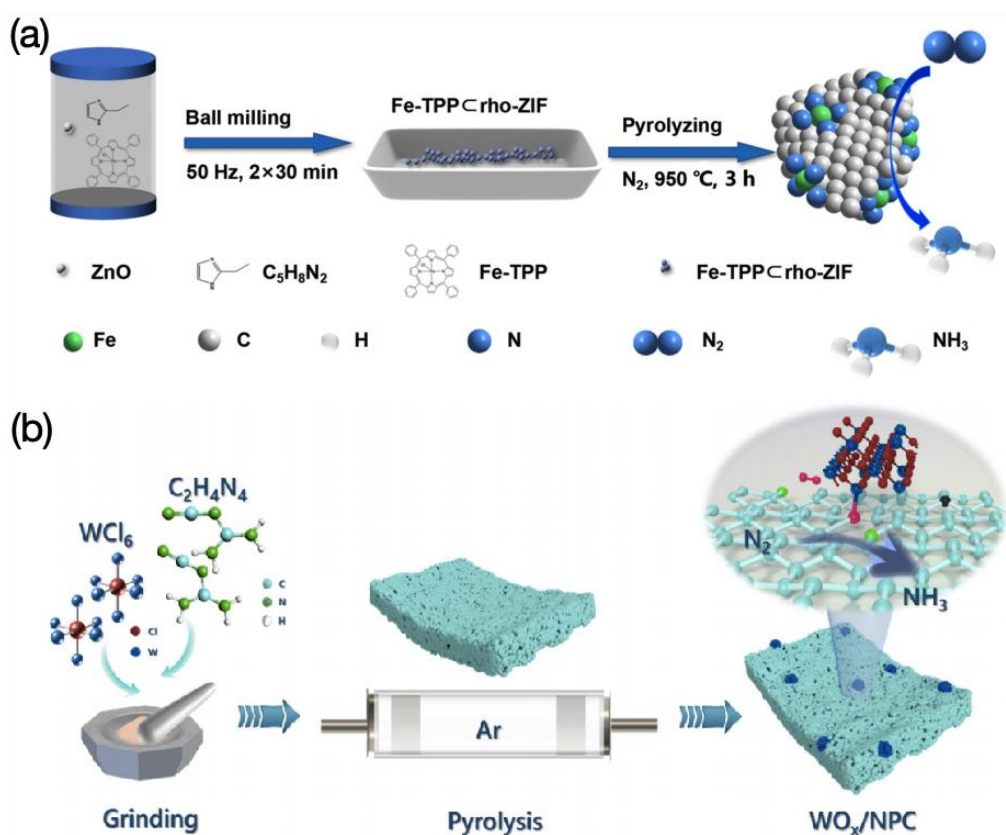 (a)
Ball milling
50 Hz, 2×30 min
Fe-TPP⊂rho-ZIF
Pyrolyzing
N₂, 950 ℃, 3 h
ZnO
C₅H₈N₂
Fe-TPP
Fe-TPP⊂rho-ZIF
Fe
C
H
N
N₂
NH₃
(b)
WCl₆
C₂H₄N₄
C
N
H
Cl
W
Grinding
Ar
Pyrolysis
N₂
NH₃
WOₓ/NPC